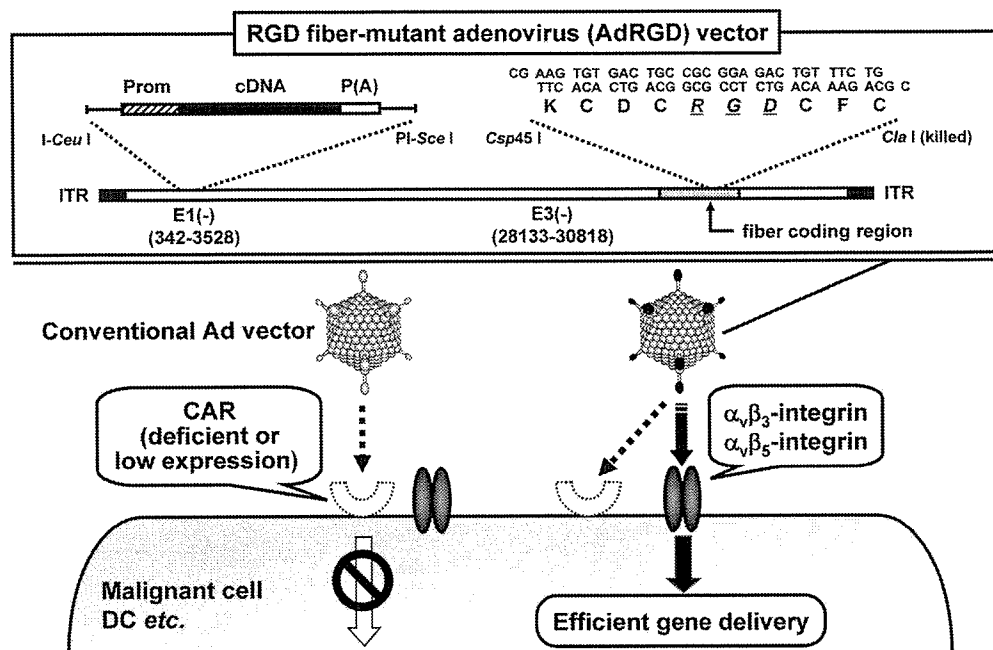 RGD fiber-mutant adenovirus (AdRGD) vector
Prom cDNA P(A)
I-Ceu I
PI-Sce I
CG AAG TGT GAC TGC CGC GGA GAC TGT TTC TG
TTC ACA CTG ACG GCG CCT CTG ACA AAG ACG C
K C D C R G D C F C
Csp45 I
Cla I (killed)
ITR
ITR
E1(-)
(342-3528)
E3(-)
(28133-30818)
fiber coding region
Conventional Ad vector
CAR
(deficient or
low expression)
αvβ3-integrin
αvβ5-integrin
Malignant cell
DC etc.
Efficient gene delivery